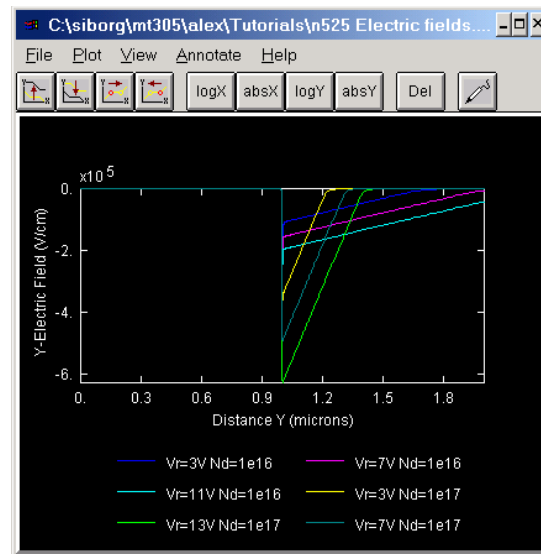 C:\siborg\mt305\alex\Tutorials\n525 Electric fields....
File Plot View Annotate Help
Y X Y X Y X Y X logX absX logY absY Del
x10 5
0.
-2.
-4.
-6.
Y-Electric Field (V/cm)
0. 0.3 0.6 0.9 1.2 1.5 1.8
Distance Y (microns)
Vr=3V Nd=1e16 Vr=7V Nd=1e16
Vr=11V Nd=1e16 Vr=3V Nd=1e17
Vr=13V Nd=1e17 Vr=7V Nd=1e17